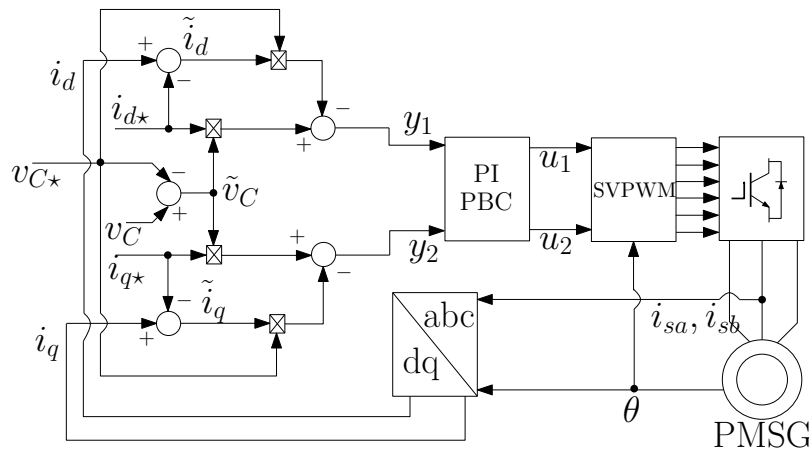 ĩ_d
+
−
i_d
i_{d⋆}
−
+
y_1
v_{C⋆}
−
ṽ_C
+
v_C
PI
PBC
u_1
u_2
SVPWM
i_{q⋆}
+
−
y_2
−
ĩ_q
+
i_q
abc
dq
i_{sa}, i_{sb}
θ
PMSG